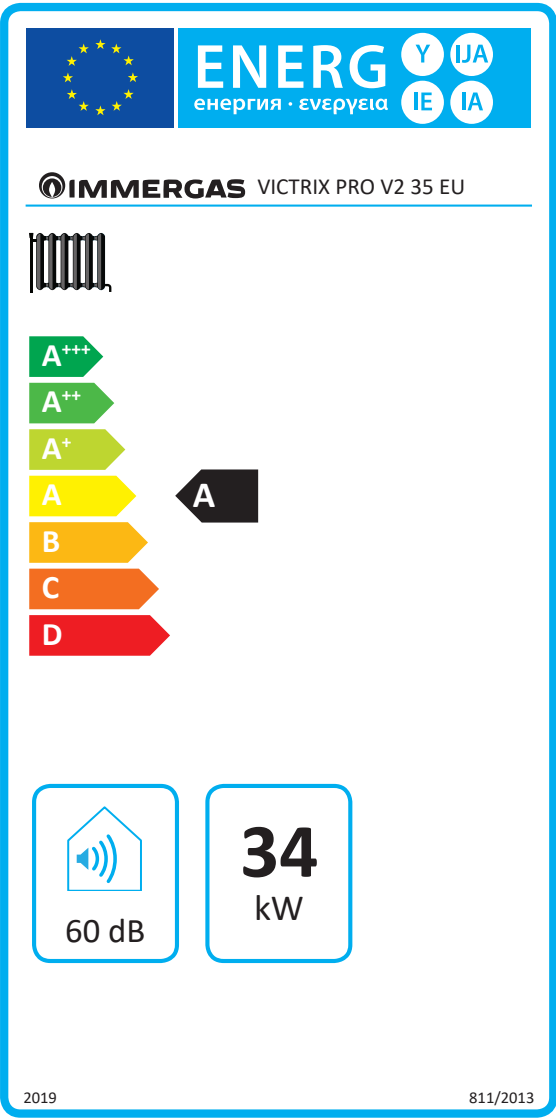 ENERG
енергия · ενεργεια
Y IJA
IE IA
IMMERGAS VICTRIX PRO V2 35 EU
A+++
A++
A+
A
A
B
C
D
60 dB
34
kW
2019
811/2013